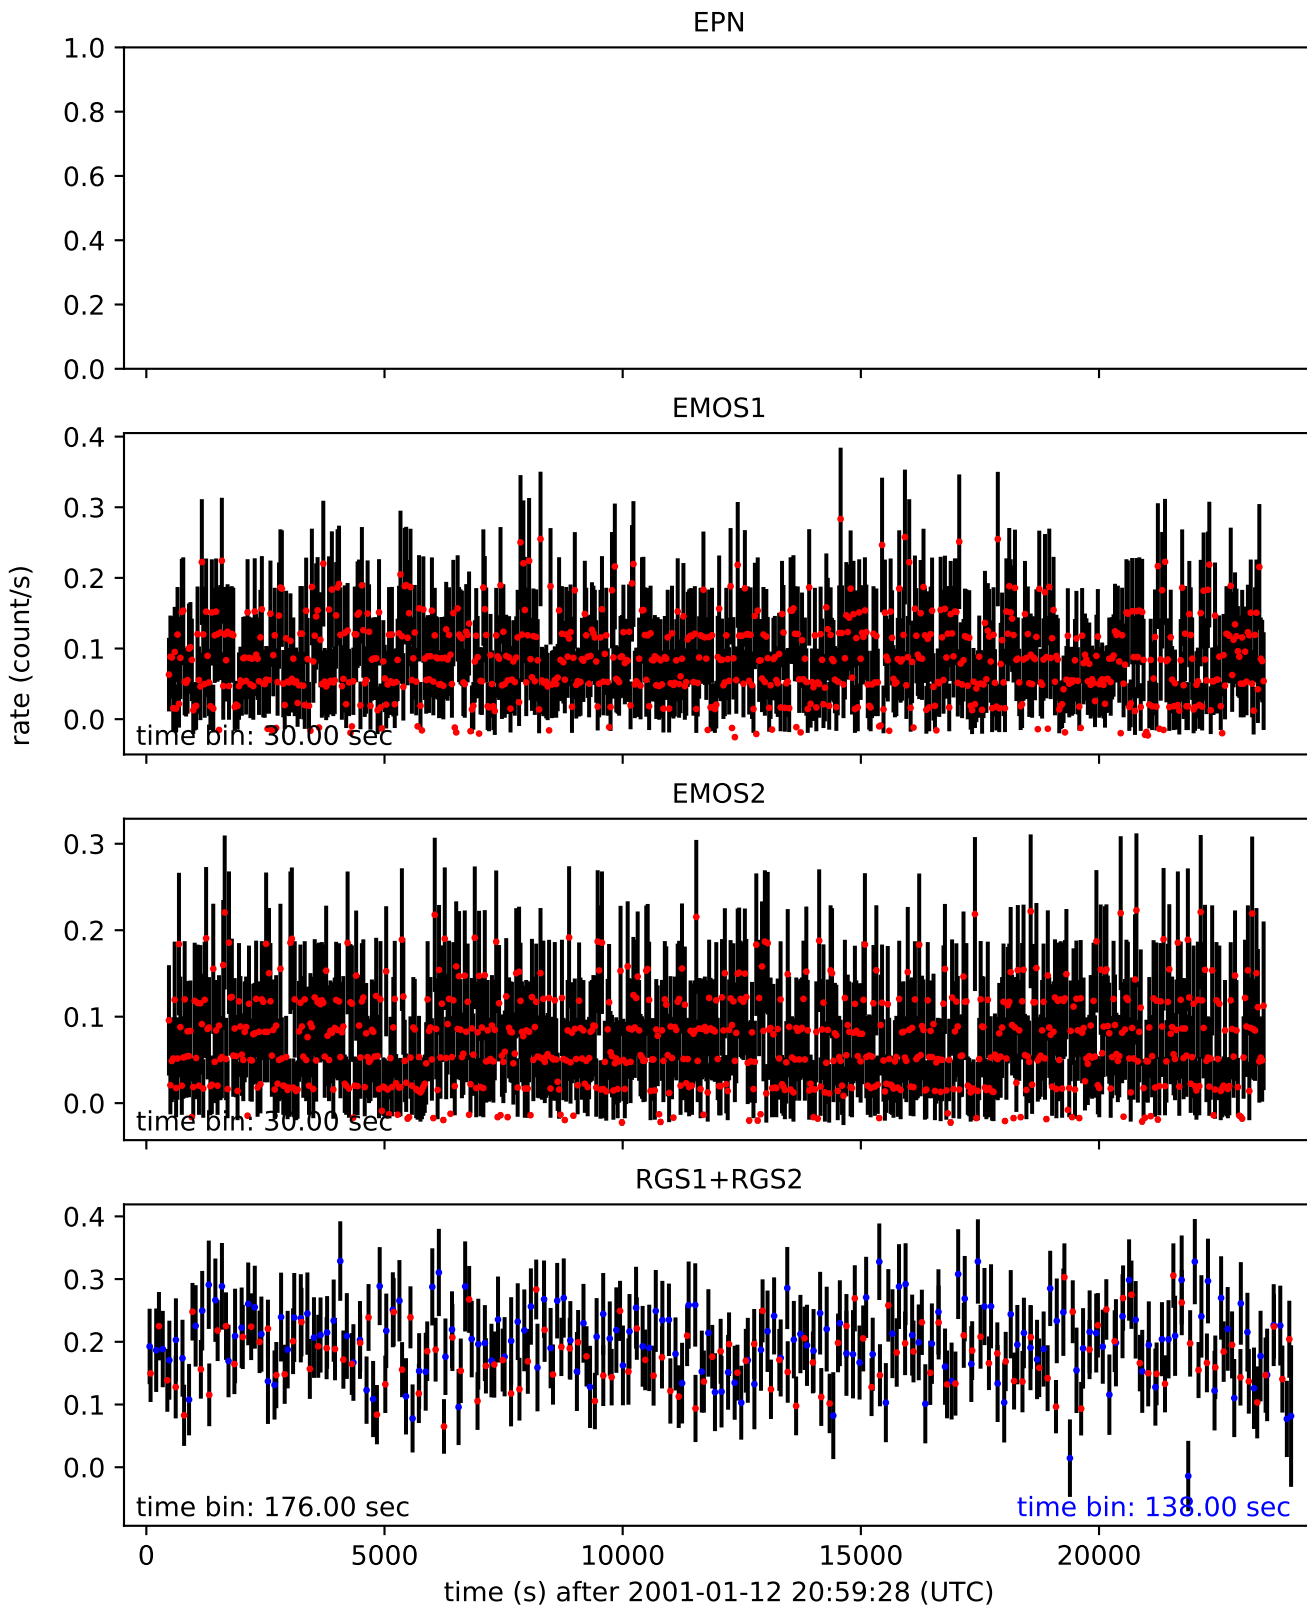 EPN
1.0
0.8
0.6
0.4
0.2
0.0
EMOS1
0.4
0.3
0.2
0.1
0.0
rate (count/s)
time bin: 30.00 sec
EMOS2
0.3
0.2
0.1
0.0
time bin: 30.00 sec
RGS1+RGS2
0.4
0.3
0.2
0.1
0.0
time bin: 176.00 sec
time bin: 138.00 sec
0 5000 10000 15000 20000
time (s) after 2001-01-12 20:59:28 (UTC)